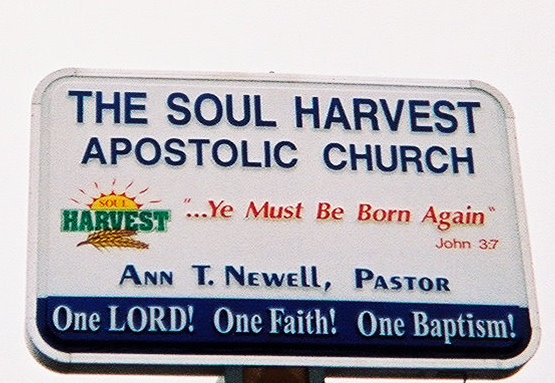 THE SOUL HARVEST
APOSTOLIC CHURCH
SOUL
HARVEST
"...Ye Must Be Born Again"
John 3:7
ANN T. NEWELL, PASTOR
One LORD! One Faith! One Baptism!